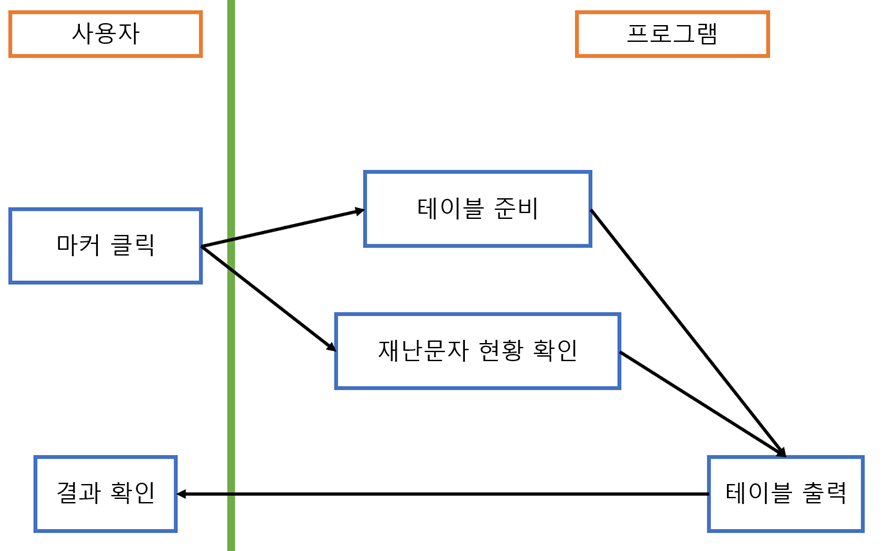 사용자
프로그램
테이블 준비
마커 클릭
재난문자 현황 확인
결과 확인
테이블 출력